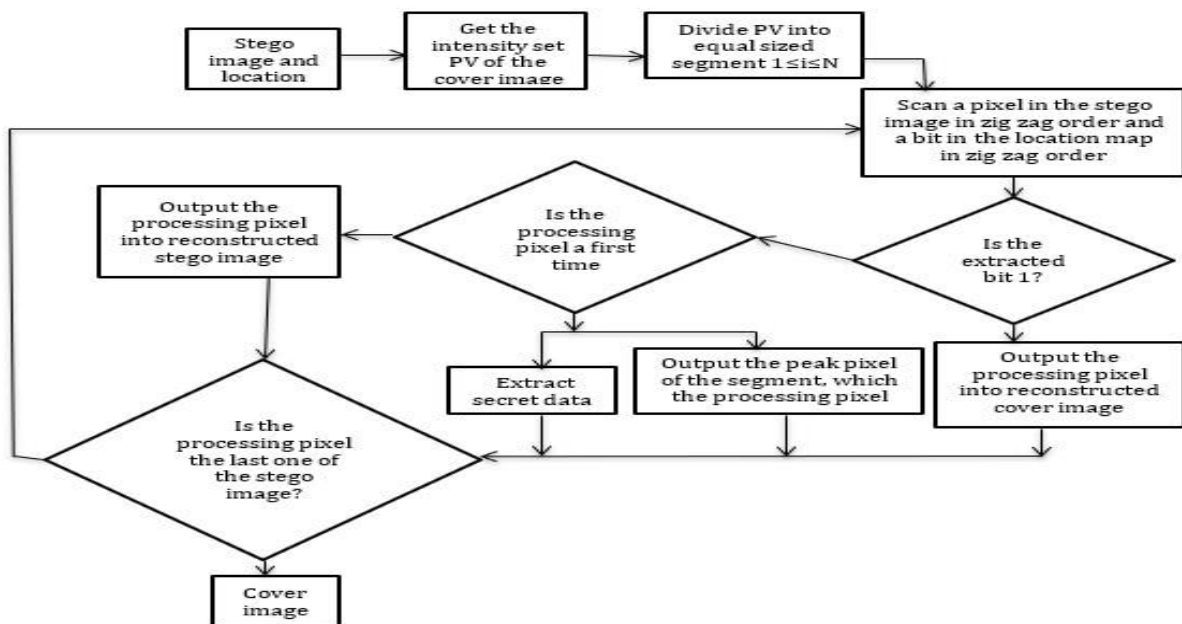 Stego
image and
location
Get the
intensity set
PV of the
cover image
Divide PV into
equal sized
segment 1≤i≤N
Scan a pixel in the stego
image in zig zag order and
a bit in the location map
in zig zag order
Output the
processing pixel
into reconstructed
stego image
Is the
processing
pixel a first
time
Is the
extracted
bit 1?
Extract
secret data
Output the peak pixel
of the segment, which
the processing pixel
Output the
processing pixel
into reconstructed
cover image
Is the
processing pixel
the last one of
the stego
image?
Cover
image